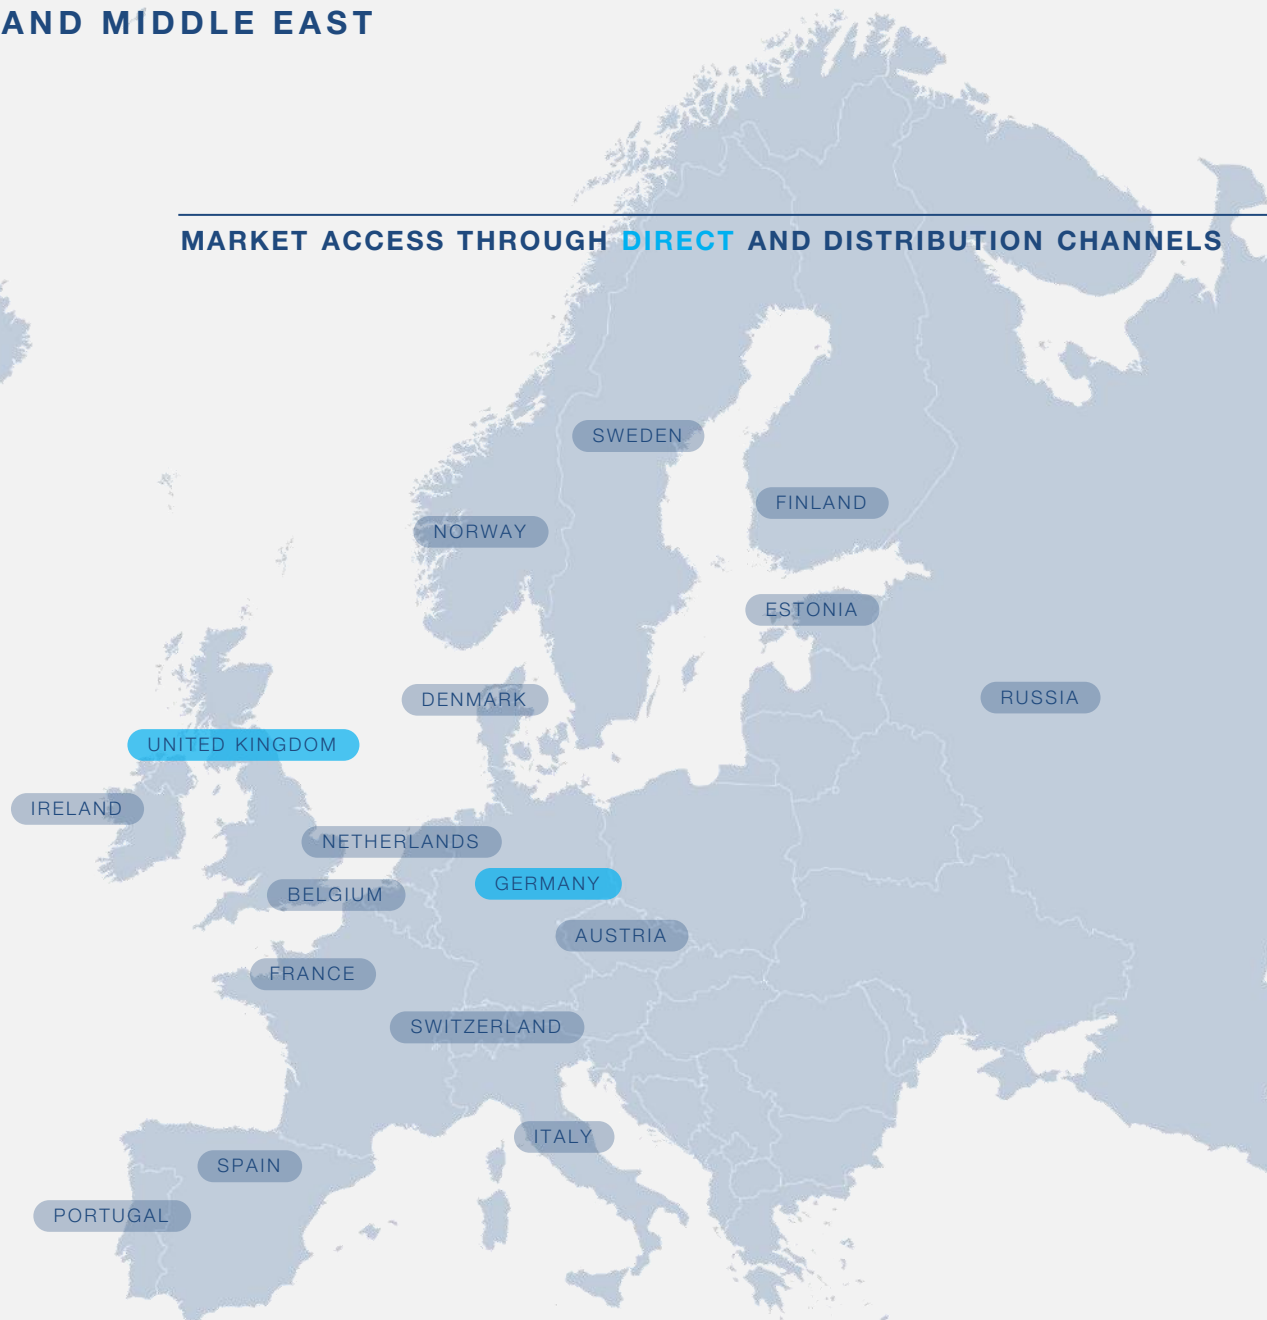 AND MIDDLE EAST
MARKET ACCESS THROUGH DIRECT AND DISTRIBUTION CHANNELS
SWEDEN
FINLAND
NORWAY
ESTONIA
DENMARK
RUSSIA
UNITED KINGDOM
IRELAND
NETHERLANDS
GERMANY
BELGIUM
AUSTRIA
FRANCE
SWITZERLAND
ITALY
SPAIN
PORTUGAL